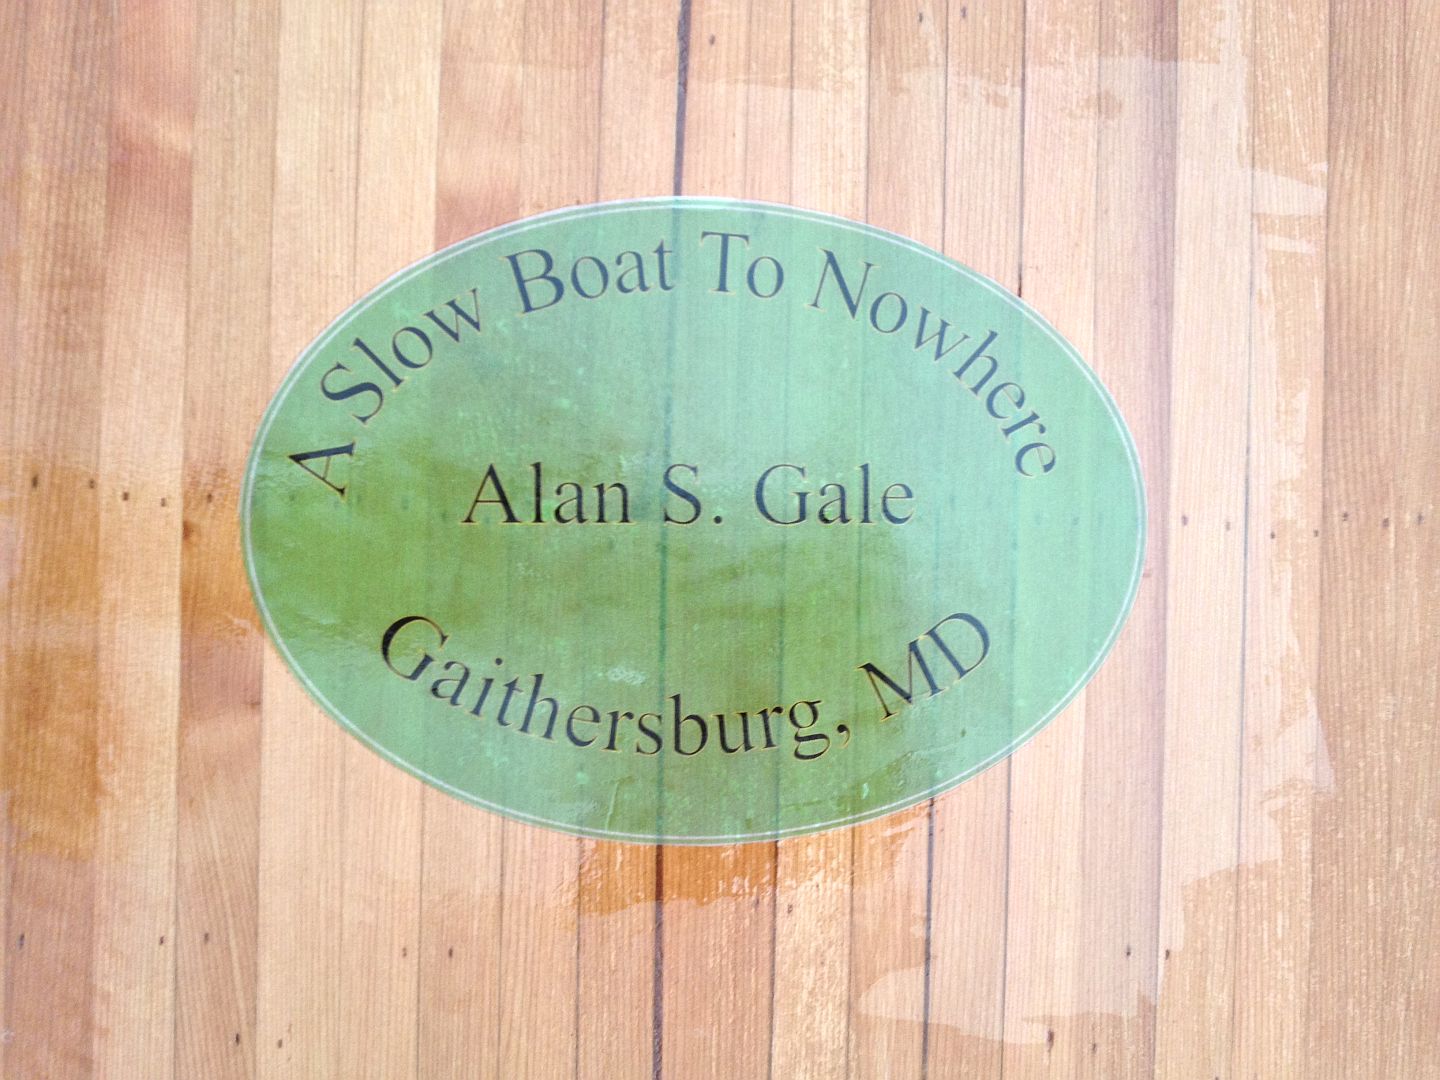 A Slow Boat To Nowhere
Alan S. Gale
Gaithersburg, MD